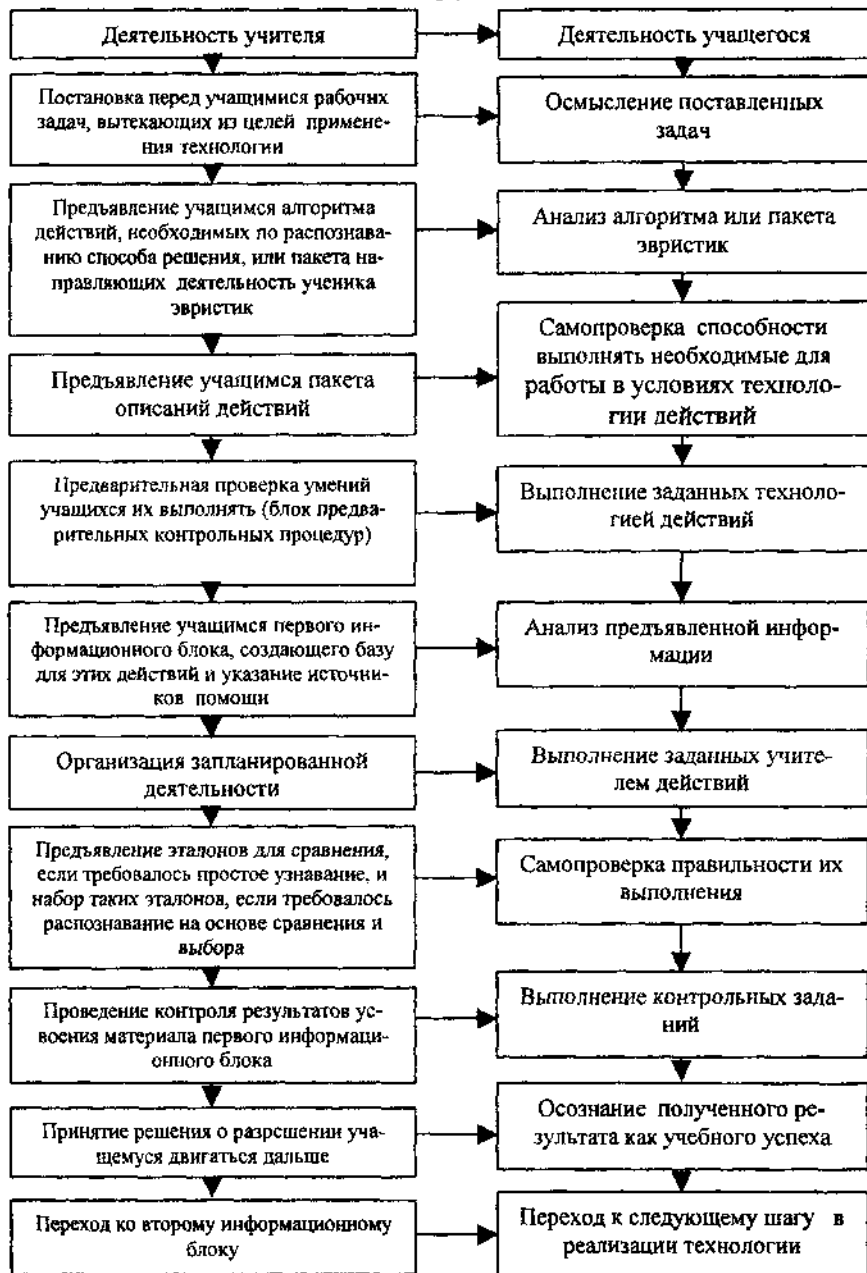 Деятельность учителя
Деятельность учащегося
Постановка перед учащимися рабочих
задач, вытекающих из целей примене-
ния технологии
Осмысление поставленных
задач
Предъявление учащимся алгоритма
действий, необходимых по распознава-
нию способа решения, или пакета на-
правляющих деятельность ученика
эвристик
Анализ алгоритма или пакета
эвристик
Предъявление учащимся пакета
описаний действий
Самопроверка способности
выполнять необходимые для
работы в условиях техноло-
гии действий
Предварительная проверка умений
учащихся их выполнять (блок предва-
рительных контрольных процедур)
Выполнение заданных техноло-
гией действий
Предъявление учащимся первого ин-
формационного блока, создающего базу
для этих действий и указание источни-
ков помощи
Анализ предъявленной инфор-
мации
Организация запланированной
деятельности
Выполнение заданных учите-
лем действий
Предъявление эталонов для сравнения,
если требовалось простое узнавание, и
набор таких эталонов, если требовалось
распознавание на основе сравнения и
выбора
Самопроверка правильности их
выполнения
Проведение контроля результатов ус-
воения материала первого информаци-
онного блока
Выполнение контрольных зада-
ний
Принятие решения о разрешении уча-
щемуся двигаться дальше
Осознание полученного ре-
зультата как учебного успеха
Переход ко второму информационному
блоку
Переход к следующему шагу в
реализации технологии